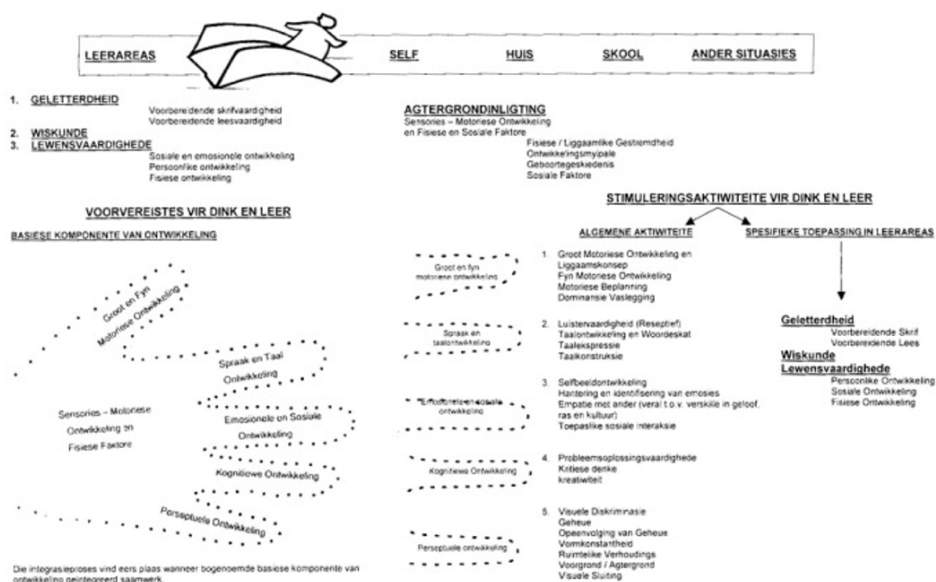 LEERAREAS
SELF
HUIS
SKOOL
ANDER SITUASIES
1. GELETTERDHEID
Voorbereidende skrifvaardigheid
Voorbereidende leesvaardigheid
2. WISKUNDE
3. LEWENSVAARDIGHEDE
Sosiale en emosionele ontwikkeling
Persoonlike ontwikkeling
Fisiese ontwikkeling
AGTERGRONDINLIGTING
Sensories – Motoriese Ontwikkeling
en Fisiese en Sosiale Faktore
Fisiese / Liggaamlike Gestremdheid
Ontwikkelingsmylpale
Geboortegeskiedenis
Sosiale Faktore
VOORVEREISTES VIR DINK EN LEER
BASIESE KOMPONENTE VAN ONTWIKKELING
Groot en Fyn
Motoriese Ontwikkeling
Spraak en Taal
Ontwikkeling
Sensories – Motoriese
Ontwikkeling en
Fisiese Faktore
Emosionele en Sosiale
Ontwikkeling
Kognitiewe Ontwikkeling
Perseptuele Ontwikkeling
Die integrasieproses vind eers plaas wanneer bogenoemde basiese komponente van
ontwikkeling geïntegreerd saamwerk.
STIMULERINGSAKTIWITEITE VIR DINK EN LEER
ALGEMENE AKTIWITEITE
SPESIFIEKE TOEPASSING IN LEERAREAS
Groot en fyn
motoriese ontwikkeling
1. Groot Motoriese Ontwikkeling en
Liggaamskonsep
Fyn Motoriese Ontwikkeling
Motoriese Beplanning
Dominansie Vaslegging
Spraak en
taalontwikkeling
2. Luistervaardigheid (Reseptief)
Taalontwikkeling en Woordeskat
Taalekspressie
Taalkonstruksie
Emosionele en sosiale
ontwikkeling
3. Selfbeeldontwikkeling
Hantering en identifisering van emosies
Empatie met ander (veral t.o.v. verskille in geloof,
ras en kultuur)
Toepaslike sosiale interaksie
Kognitiewe Ontwikkeling
4. Probleemsoplossingsvaardighede
Kritiese denke
kreatiwiteit
Perseptuele ontwikkeling
5. Visuele Diskriminasie
Geheue
Opeenvolging van Geheue
Vormkonstantheid
Ruimtelike Verhoudings
Voorgrond / Agtergrond
Visuele Sluiting
Geletterdheid
Voorbereidende Skrif
Voorbereidende Lees
Wiskunde
Lewensvaardighede
Persoonlike Ontwikkeling
Sosiale Ontwikkeling
Fisiese Ontwikkeling